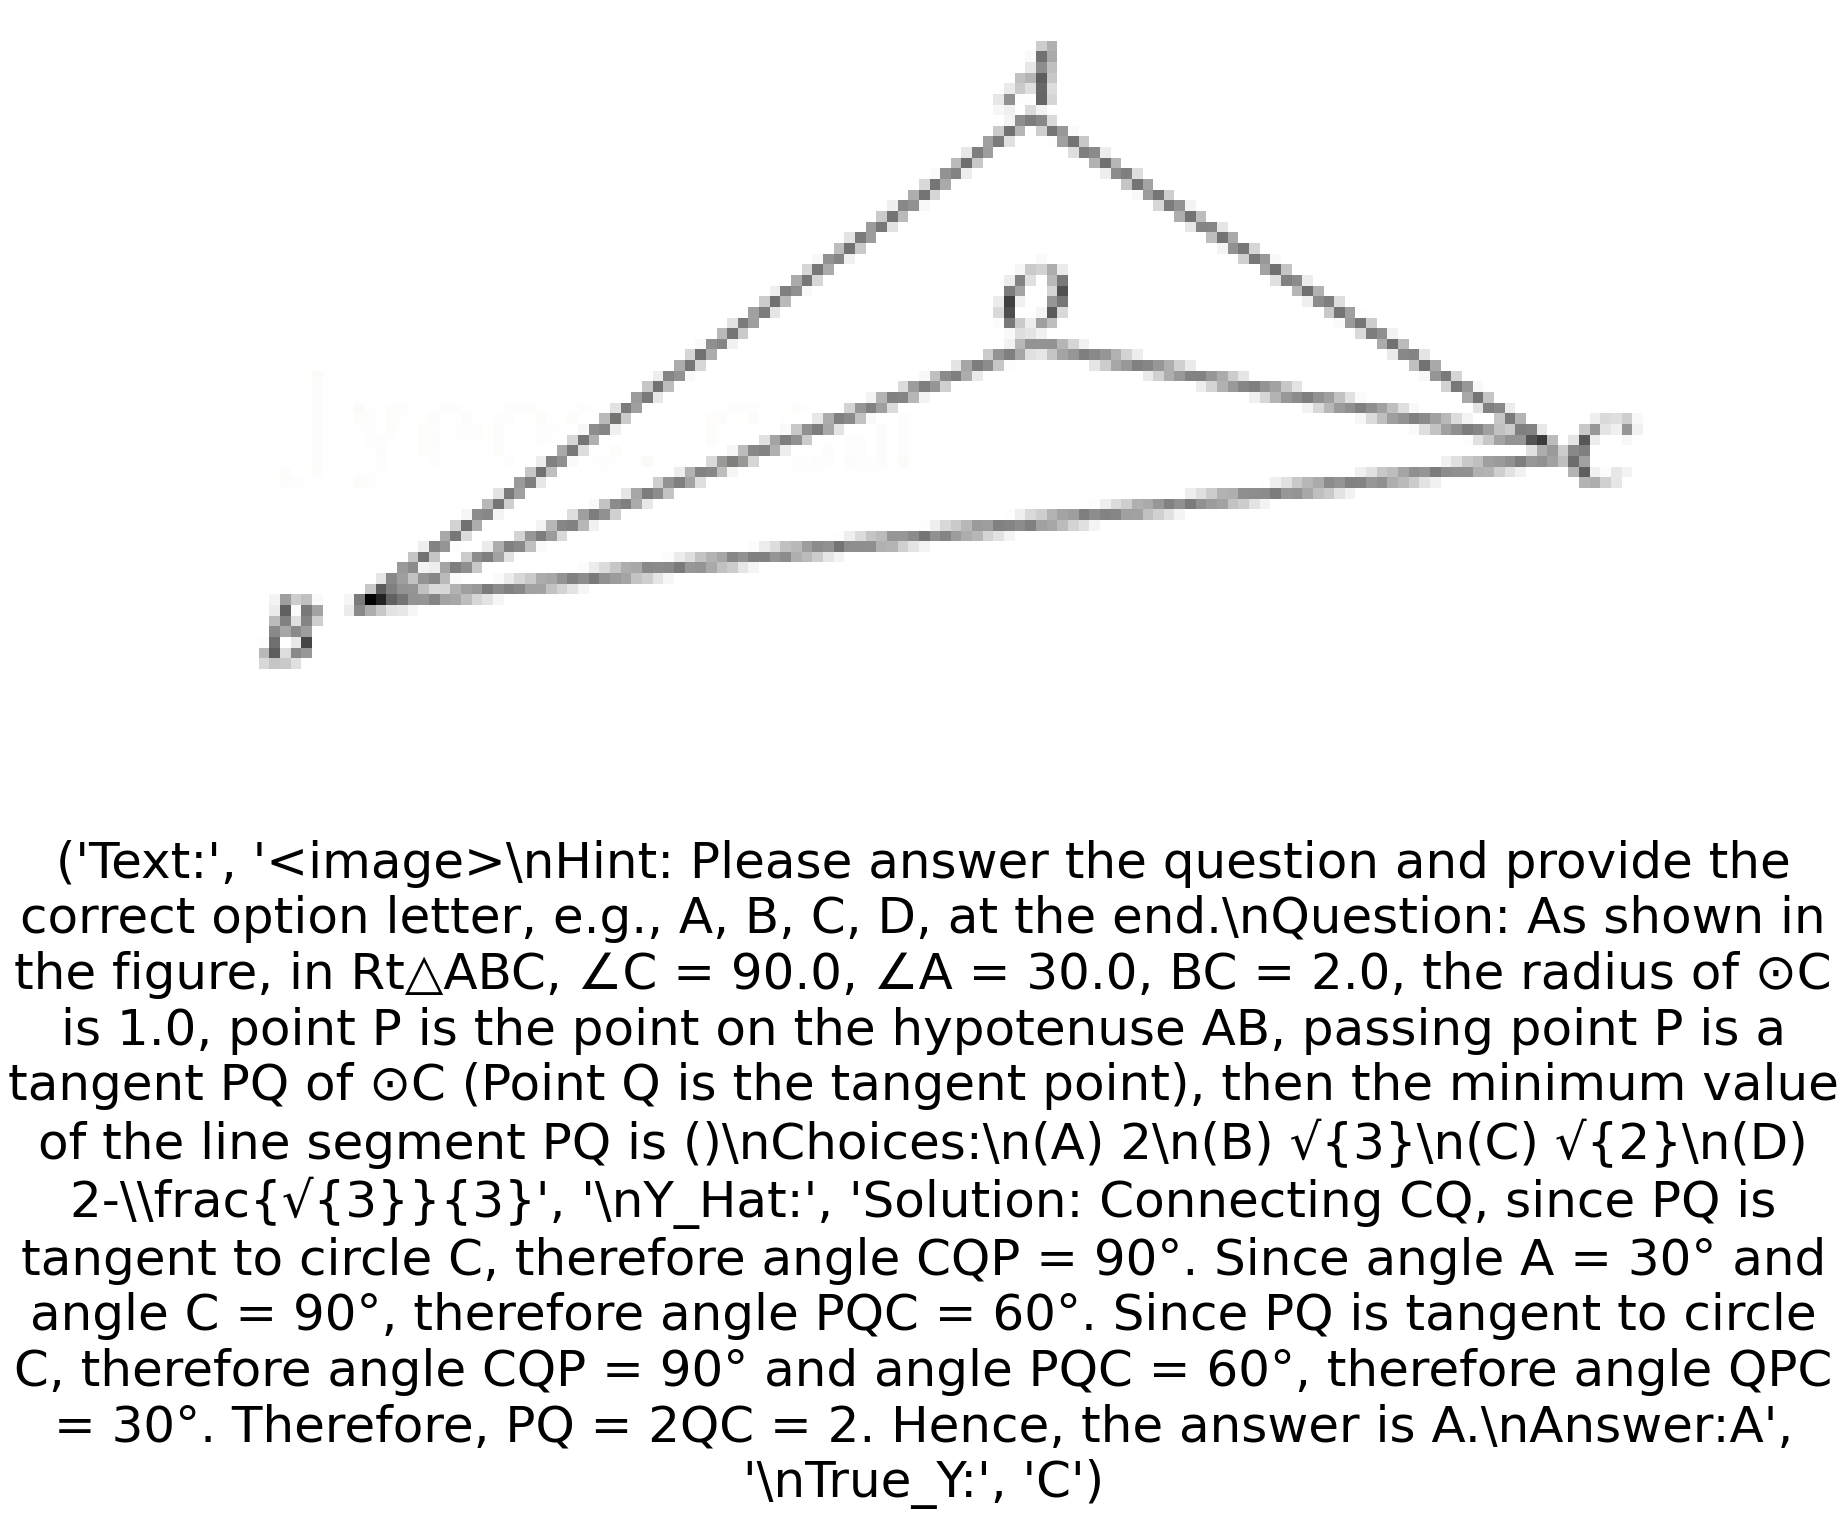 A
O
C
B
Jyeoo.com
('Text:', '<image>\nHint: Please answer the question and provide the
correct option letter, e.g., A, B, C, D, at the end.\nQuestion: As shown in
the figure, in Rt△ABC, ∠C = 90.0, ∠A = 30.0, BC = 2.0, the radius of ⊙C
is 1.0, point P is the point on the hypotenuse AB, passing point P is a
tangent PQ of ⊙C (Point Q is the tangent point), then the minimum value
of the line segment PQ is ()\nChoices:\n(A) 2\n(B) √{3}\n(C) √{2}\n(D)
2-\\frac{√{3}}{3}', '\nY_Hat:', 'Solution: Connecting CQ, since PQ is
tangent to circle C, therefore angle CQP = 90°. Since angle A = 30° and
angle C = 90°, therefore angle PQC = 60°. Since PQ is tangent to circle
C, therefore angle CQP = 90° and angle PQC = 60°, therefore angle QPC
= 30°. Therefore, PQ = 2QC = 2. Hence, the answer is A.\nAnswer:A',
'\nTrue_Y:', 'C')